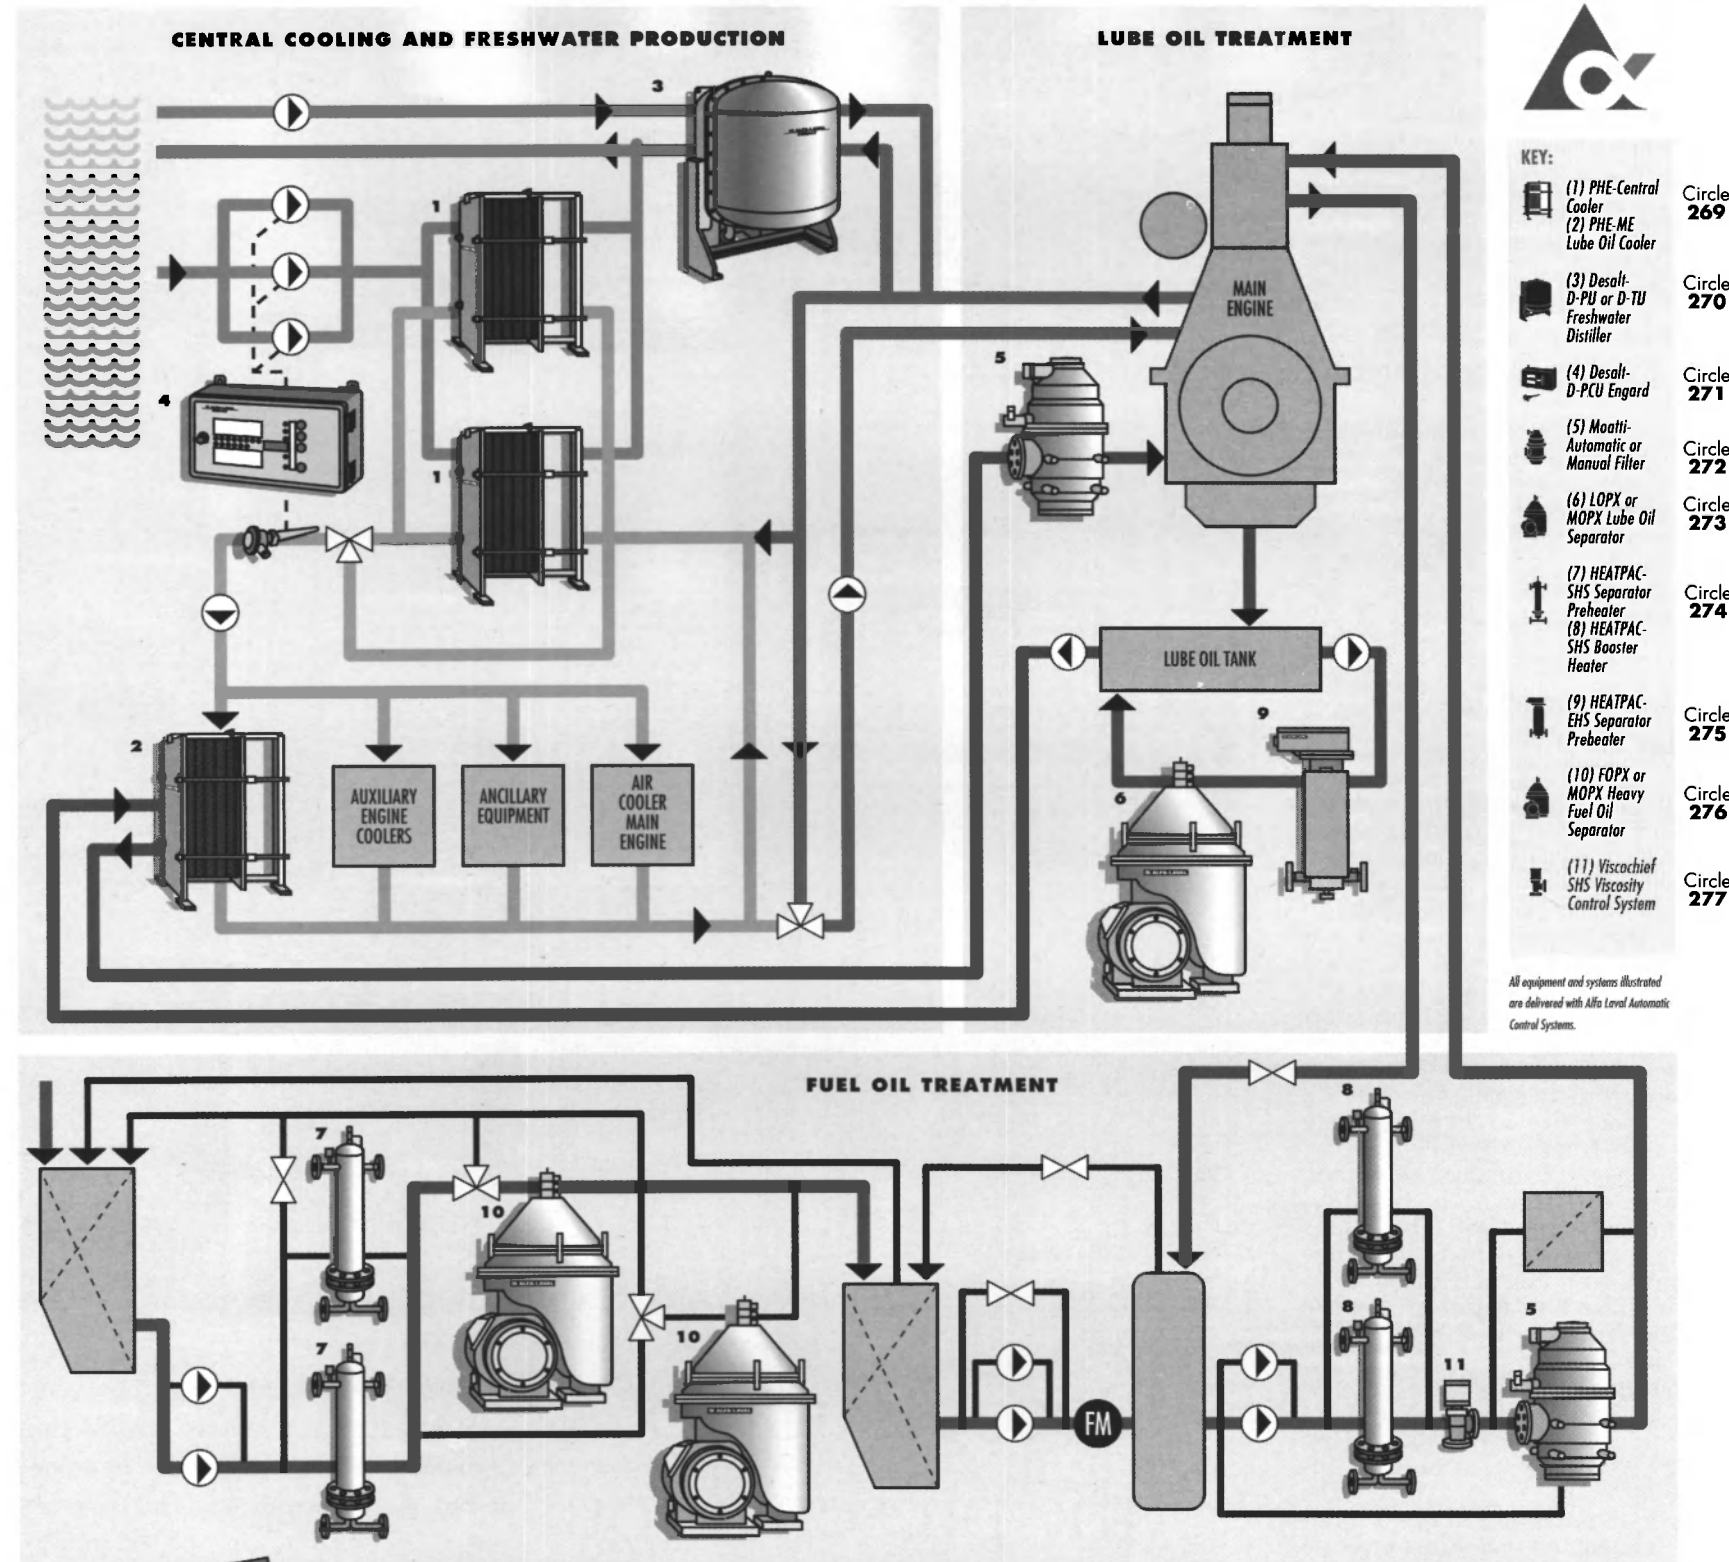 CENTRAL COOLING AND FRESHWATER PRODUCTION
LUBE OIL TREATMENT
3
1
1
4
2
MAIN
ENGINE
5
LUBE OIL TANK
9
6
AUXILIARY
ENGINE
COOLERS
ANCILLARY
EQUIPMENT
AIR
COOLER
MAIN
ENGINE
KEY:
(1) PHE-Central
Cooler
(2) PHE-ME
Lube Oil Cooler
Circle
269
(3) Desalt-
D-PU or D-TU
Freshwater
Distiller
Circle
270
(4) Desalt-
D-PCU Engard
Circle
271
(5) Moatti-
Automatic or
Manual Filter
Circle
272
(6) LOPX or
MOPX Lube Oil
Separator
Circle
273
(7) HEATPAC-
SHS Separator
Preheater
(8) HEATPAC-
SHS Booster
Heater
Circle
274
(9) HEATPAC-
EHS Separator
Prebeater
Circle
275
(10) FOPX or
MOPX Heavy
Fuel Oil
Separator
Circle
276
(11) Viscochief
SHS Viscosity
Control System
Circle
277
All equipment and systems illustrated
are delivered with Alfa Laval Automatic
Control Systems.
FUEL OIL TREATMENT
7
7
10
10
FM
8
8
11
5